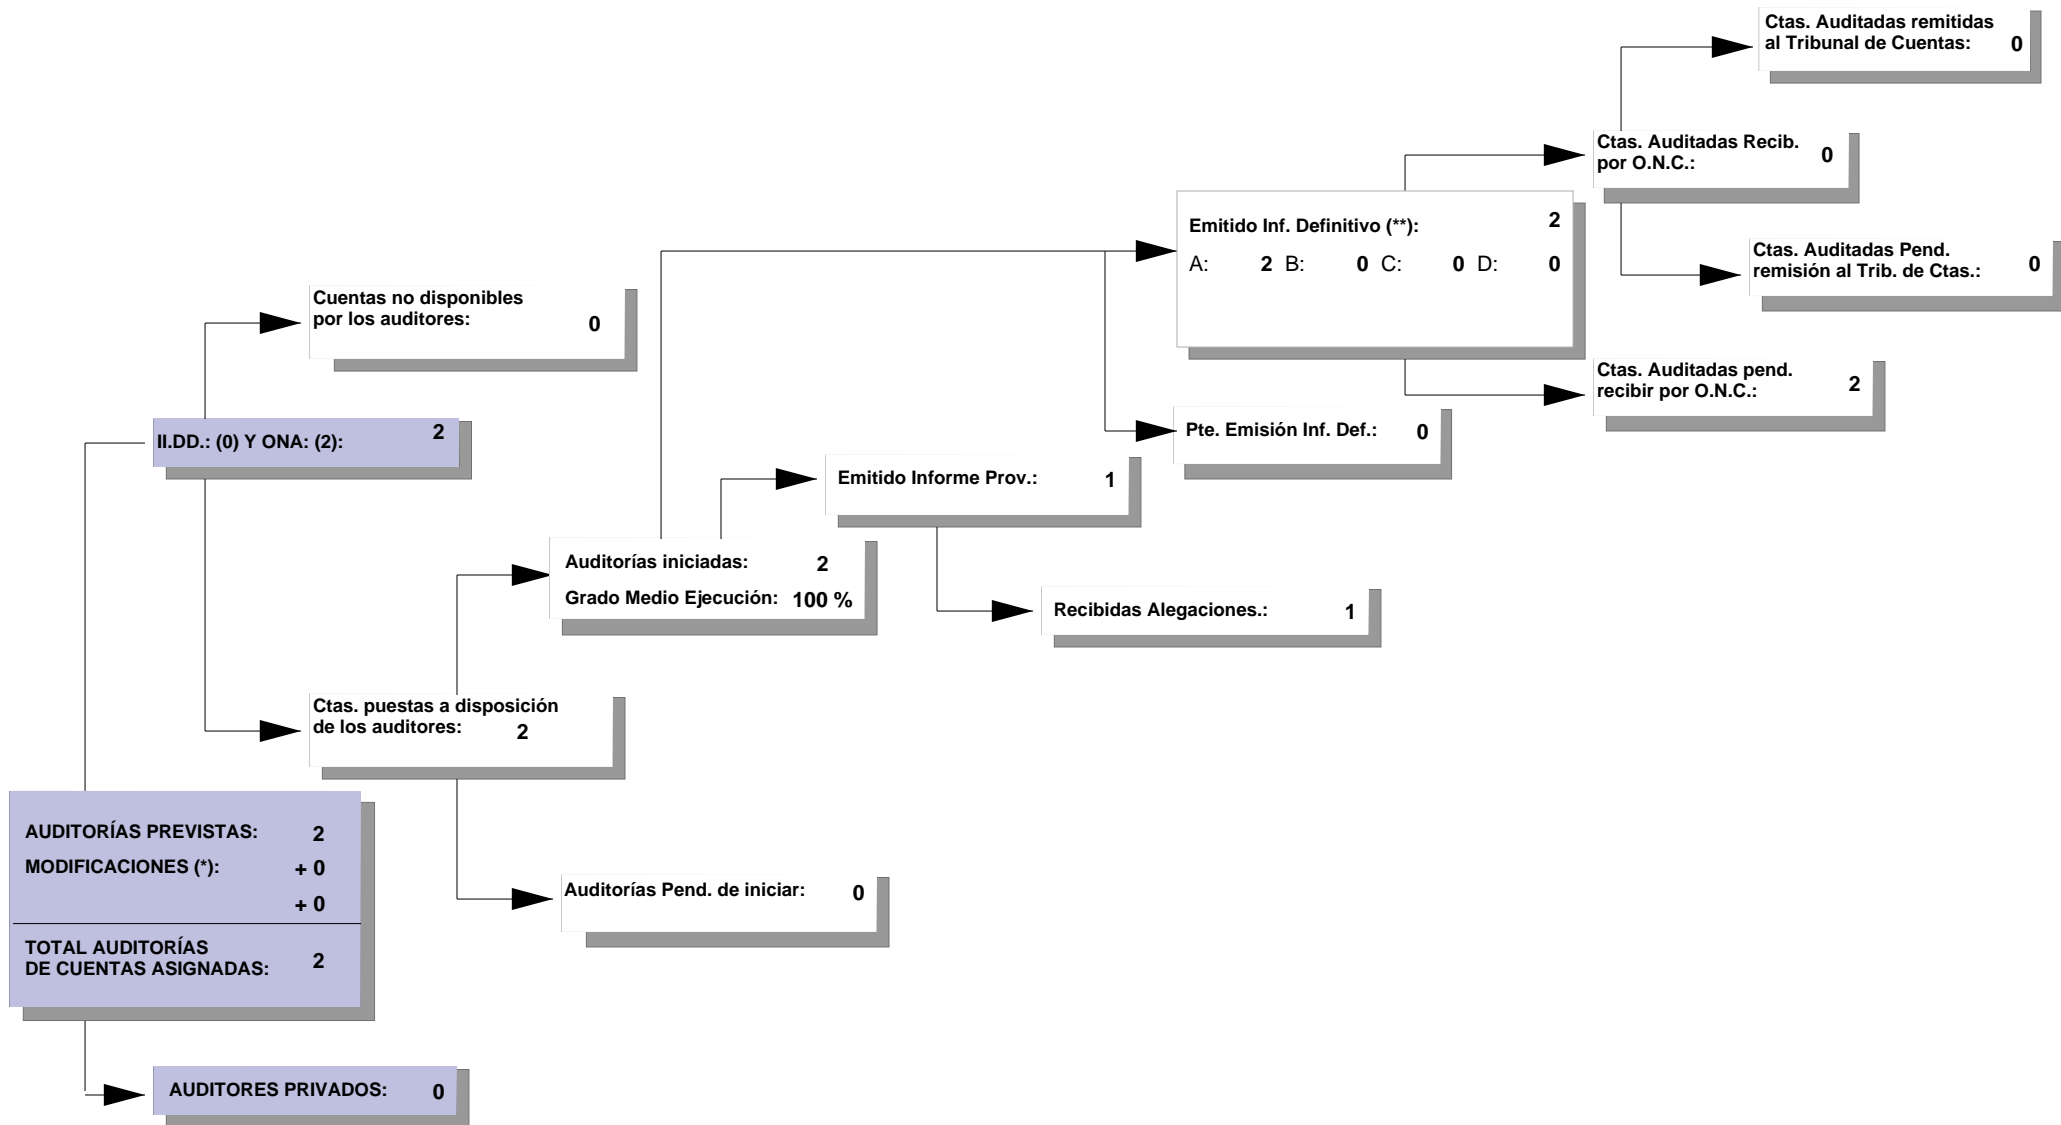 Ctas. Auditadas remitidas
al Tribunal de Cuentas: 0
Ctas. Auditadas Recib.
por O.N.C.: 0
Emitido Inf. Definitivo (**): 2
A: 2 B: 0 C: 0 D: 0
Ctas. Auditadas Pend.
remisión al Trib. de Ctas.: 0
Cuentas no disponibles
por los auditores: 0
Ctas. Auditadas pend.
recibir por O.N.C.: 2
II.DD.: (0) Y ONA: (2): 2
Pte. Emisión Inf. Def.: 0
Emitido Informe Prov.: 1
Auditorías iniciadas: 2
Grado Medio Ejecución: 100 %
Recibidas Alegaciones.: 1
Ctas. puestas a disposición
de los auditores: 2
AUDITORÍAS PREVISTAS: 2
MODIFICACIONES (*): + 0
+ 0
TOTAL AUDITORÍAS
DE CUENTAS ASIGNADAS: 2
Auditorías Pend. de iniciar: 0
AUDITORES PRIVADOS: 0